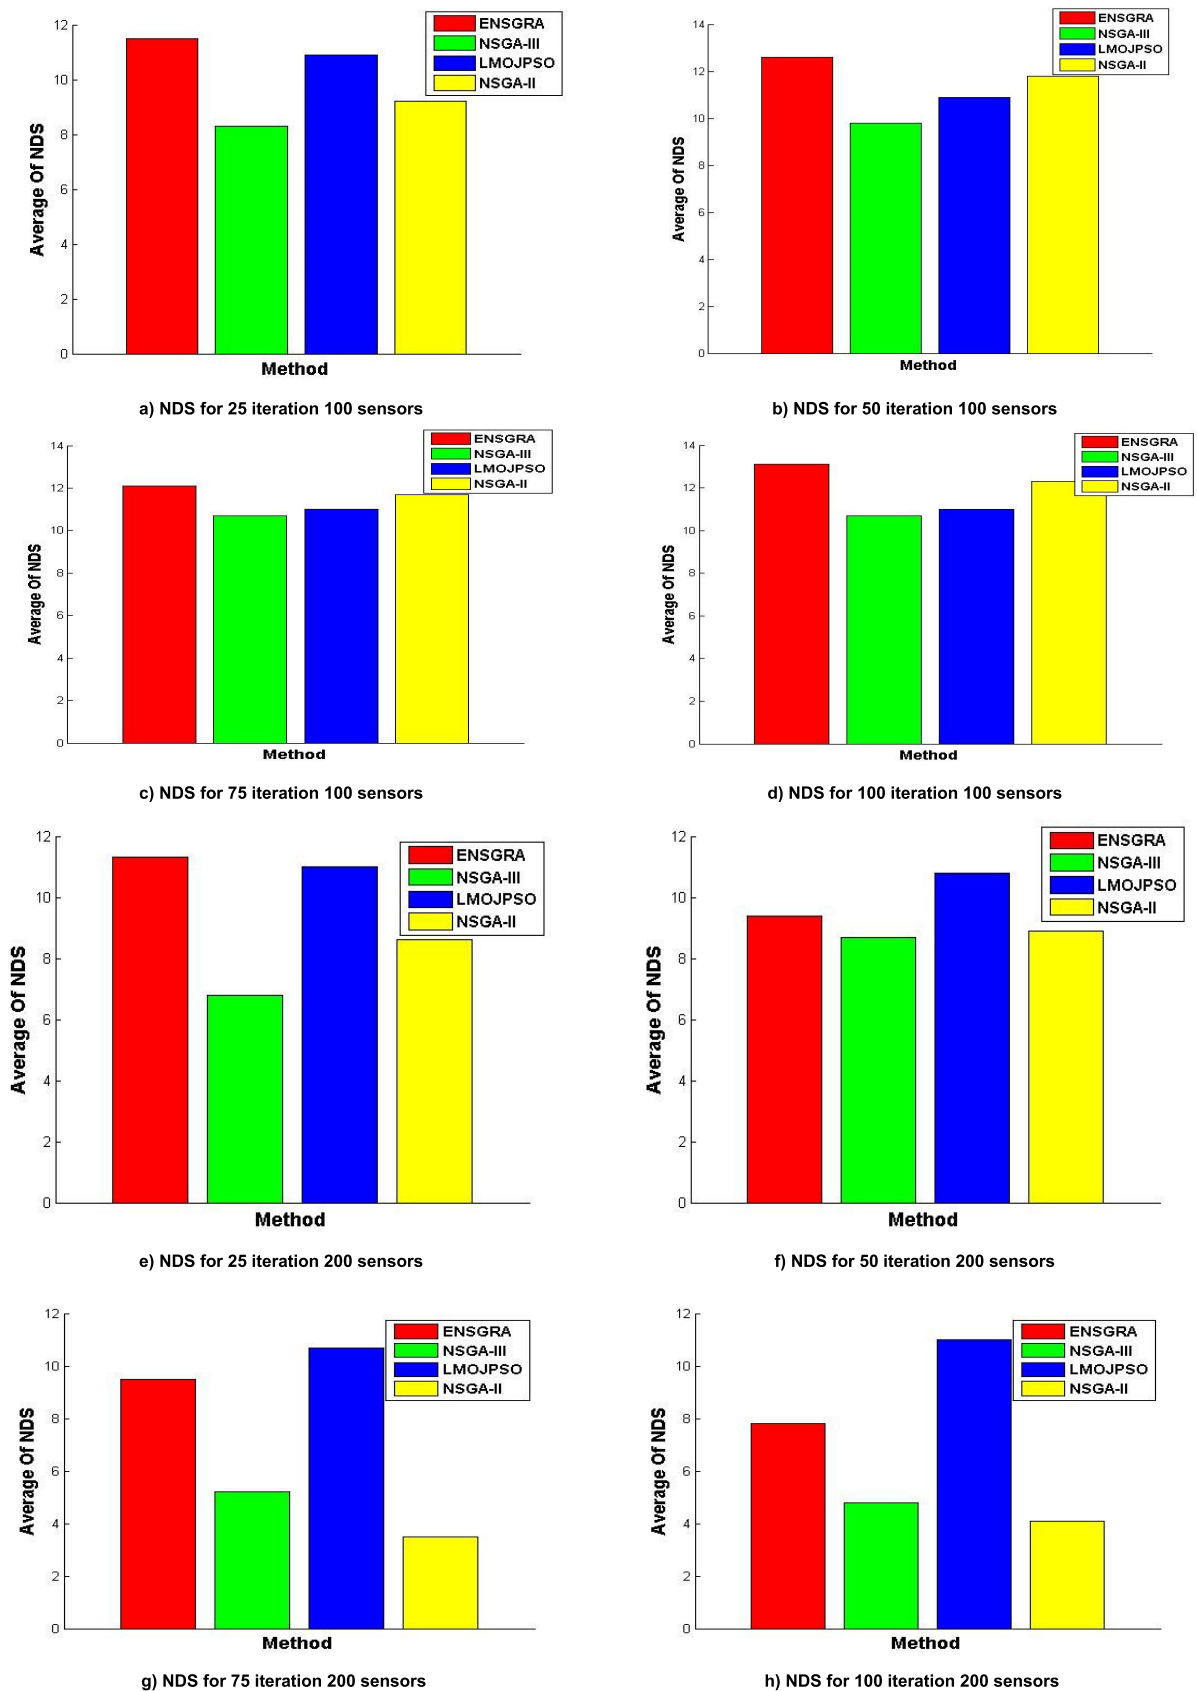 12
10
8
6
4
2
0
Average Of NDS
Method
ENSGRA
NSGA-III
LMOJPSO
NSGA-II
a) NDS for 25 iteration 100 sensors
14
12
10
8
6
4
2
0
Average Of NDS
Method
ENSGRA
NSGA-III
LMOJPSO
NSGA-II
b) NDS for 50 iteration 100 sensors
14
12
10
8
6
4
2
0
Average Of NDS
Method
ENSGRA
NSGA-III
LMOJPSO
NSGA-II
c) NDS for 75 iteration 100 sensors
14
12
10
8
6
4
2
0
Average Of NDS
Method
ENSGRA
NSGA-III
LMOJPSO
NSGA-II
d) NDS for 100 iteration 100 sensors
12
10
8
6
4
2
0
Average Of NDS
Method
ENSGRA
NSGA-III
LMOJPSO
NSGA-II
e) NDS for 25 iteration 200 sensors
12
10
8
6
4
2
0
Average Of NDS
Method
ENSGRA
NSGA-III
LMOJPSO
NSGA-II
f) NDS for 50 iteration 200 sensors
12
10
8
6
4
2
0
Average Of NDS
Method
ENSGRA
NSGA-III
LMOJPSO
NSGA-II
g) NDS for 75 iteration 200 sensors
12
10
8
6
4
2
0
Average Of NDS
Method
ENSGRA
NSGA-III
LMOJPSO
NSGA-II
h) NDS for 100 iteration 200 sensors